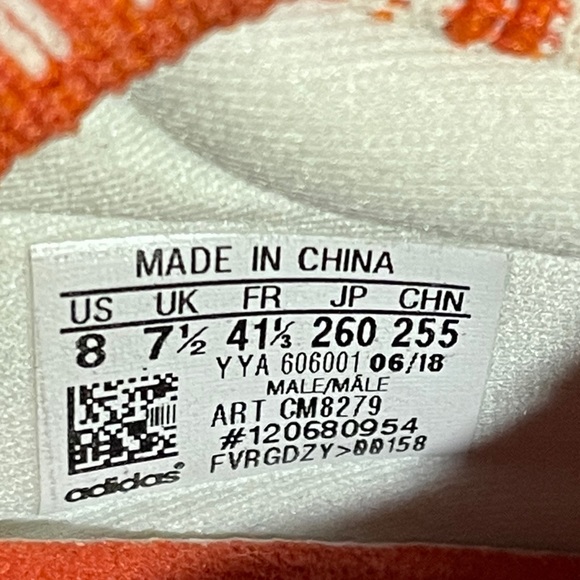 MADE IN CHINA
US UK FR JP CHN
8 7½ 41⅓ 260 255
YYA 606001 06/18
MALE/MÂLE
ART CM8279
#120680954
FVRGDZY>00158
adidas®